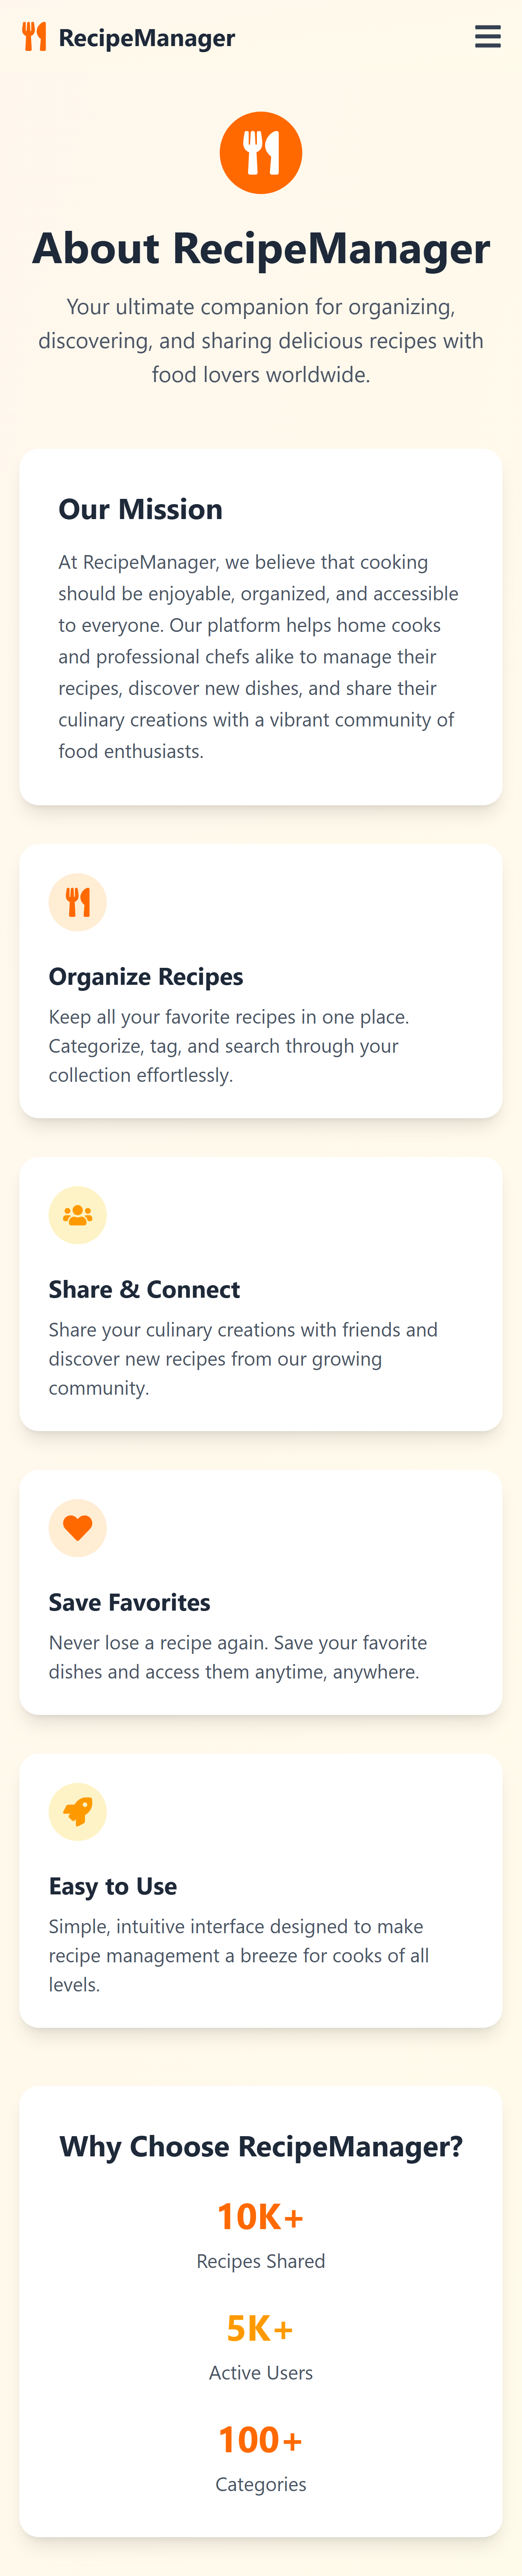 RecipeManager
About RecipeManager
Your ultimate companion for organizing,
discovering, and sharing delicious recipes with
food lovers worldwide.
Our Mission
At RecipeManager, we believe that cooking
should be enjoyable, organized, and accessible
to everyone. Our platform helps home cooks
and professional chefs alike to manage their
recipes, discover new dishes, and share their
culinary creations with a vibrant community of
food enthusiasts.
Organize Recipes
Keep all your favorite recipes in one place.
Categorize, tag, and search through your
collection effortlessly.
Share & Connect
Share your culinary creations with friends and
discover new recipes from our growing
community.
Save Favorites
Never lose a recipe again. Save your favorite
dishes and access them anytime, anywhere.
Easy to Use
Simple, intuitive interface designed to make
recipe management a breeze for cooks of all
levels.
Why Choose RecipeManager?
10K+
Recipes Shared
5K+
Active Users
100+
Categories